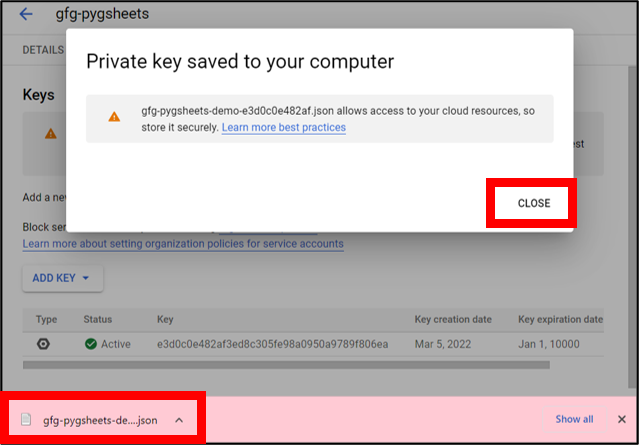 gfg-pygsheets
DETAILS
Private key saved to your computer
gfg-pygsheets-demo-e3d0c0e482af.json allows access to your cloud resources, so
store it securely. Learn more best practices
Keys
est
Add a new
Block ser
Learn more about setting organization policies for service accounts
CLOSE
ADD KEY
Type Status Key Key creation date Key expiration date
Active e3d0c0e482af3ed8c305fe98a0950a9789f806ea Mar 5, 2022 Jan 1, 10000
gfg-pygsheets-de....json
Show all